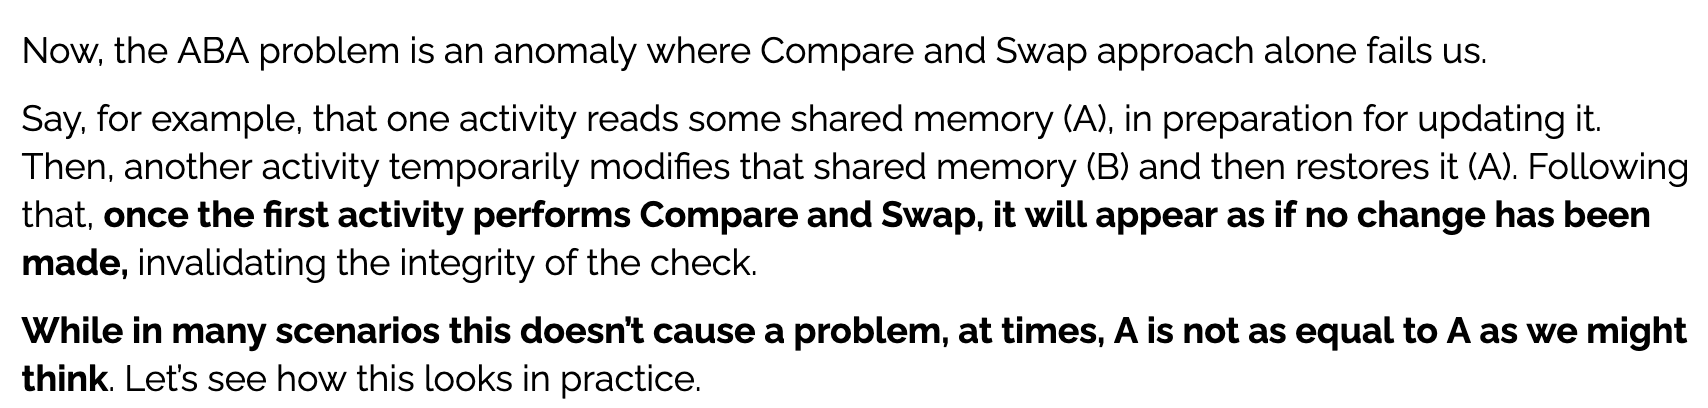 Now, the ABA problem is an anomaly where Compare and Swap approach alone fails us.
Say, for example, that one activity reads some shared memory (A), in preparation for updating it.
Then, another activity temporarily modifies that shared memory (B) and then restores it (A). Following
that, once the first activity performs Compare and Swap, it will appear as if no change has been
made, invalidating the integrity of the check.
While in many scenarios this doesn't cause a problem, at times, A is not as equal to A as we might
think. Let's see how this looks in practice.